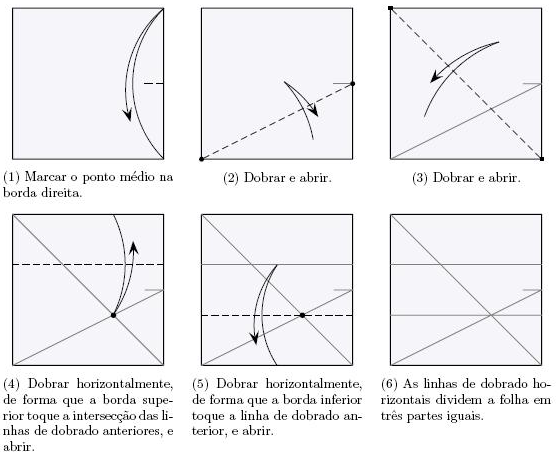 (1) Marcar o ponto médio na
borda direita.
(2) Dobrar e abrir.
(3) Dobrar e abrir.
(4) Dobrar horizontalmente,
de forma que a borda supe-
rior toque a intersecção das li-
nhas de dobrado anteriores, e
abrir.
(5) Dobrar horizontalmente,
de forma que a borda inferior
toque a linha de dobrado an-
terior, e abrir.
(6) As linhas de dobrado ho-
rizontais dividem a folha em
três partes iguais.